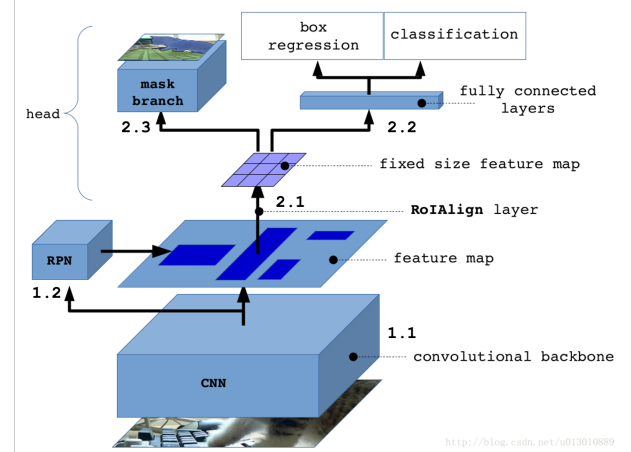 box
regression
classification
mask
branch
fully connected
layers
head
2.3
2.2
fixed size feature map
2.1
RoIAlign layer
RPN
feature map
1.2
1.1
convolutional backbone
CNN
http://blog.csdn.net/u013010889